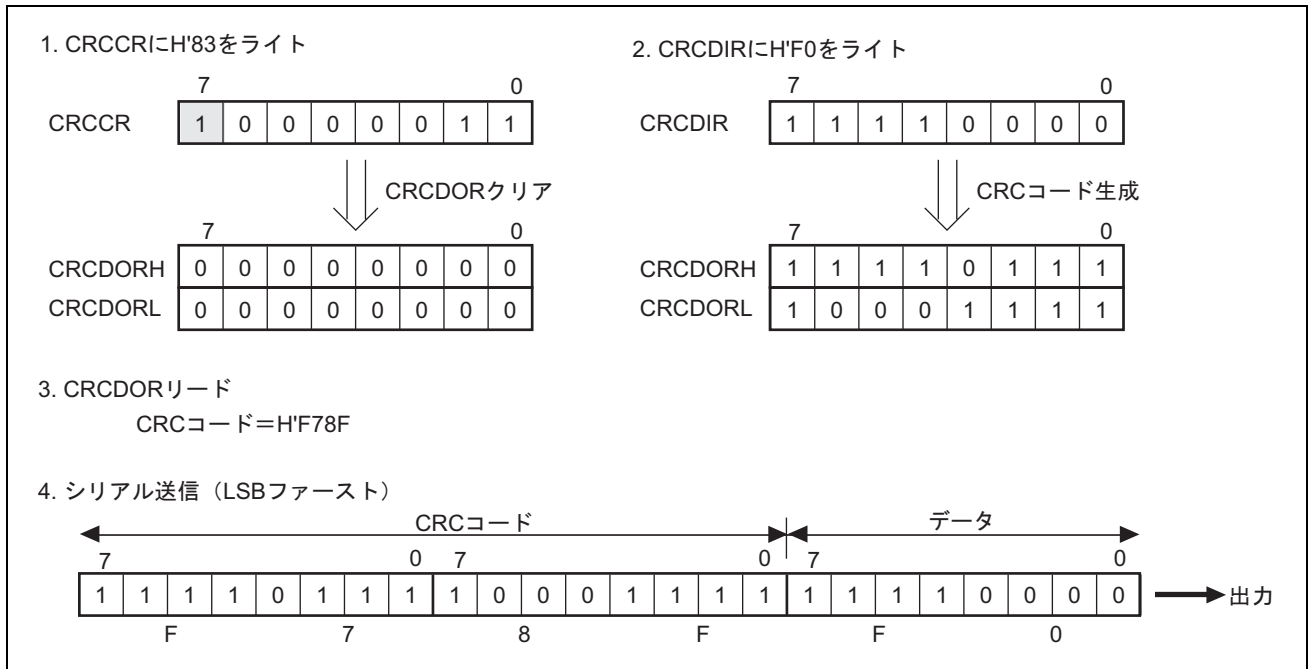 1. CRCCRにH'83をライト
7 0
CRCCR 1 0 0 0 0 0 1 1
CRCDORクリア
7 0
CRCDORH 0 0 0 0 0 0 0 0
CRCDORL 0 0 0 0 0 0 0 0
2. CRCDIRにH'F0をライト
7 0
CRCDIR 1 1 1 1 0 0 0 0
CRCコード生成
7 0
CRCDORH 1 1 1 1 0 1 1 1
CRCDORL 1 0 0 0 1 1 1 1
3. CRCDORリード
CRCコード＝H'F78F
4. シリアル送信（LSBファースト）
CRCコード データ
7 0 7 0 7 0
1 1 1 1 0 1 1 1 1 0 0 0 1 1 1 1 1 1 1 1 0 0 0 0 出力
F 7 8 F F 0